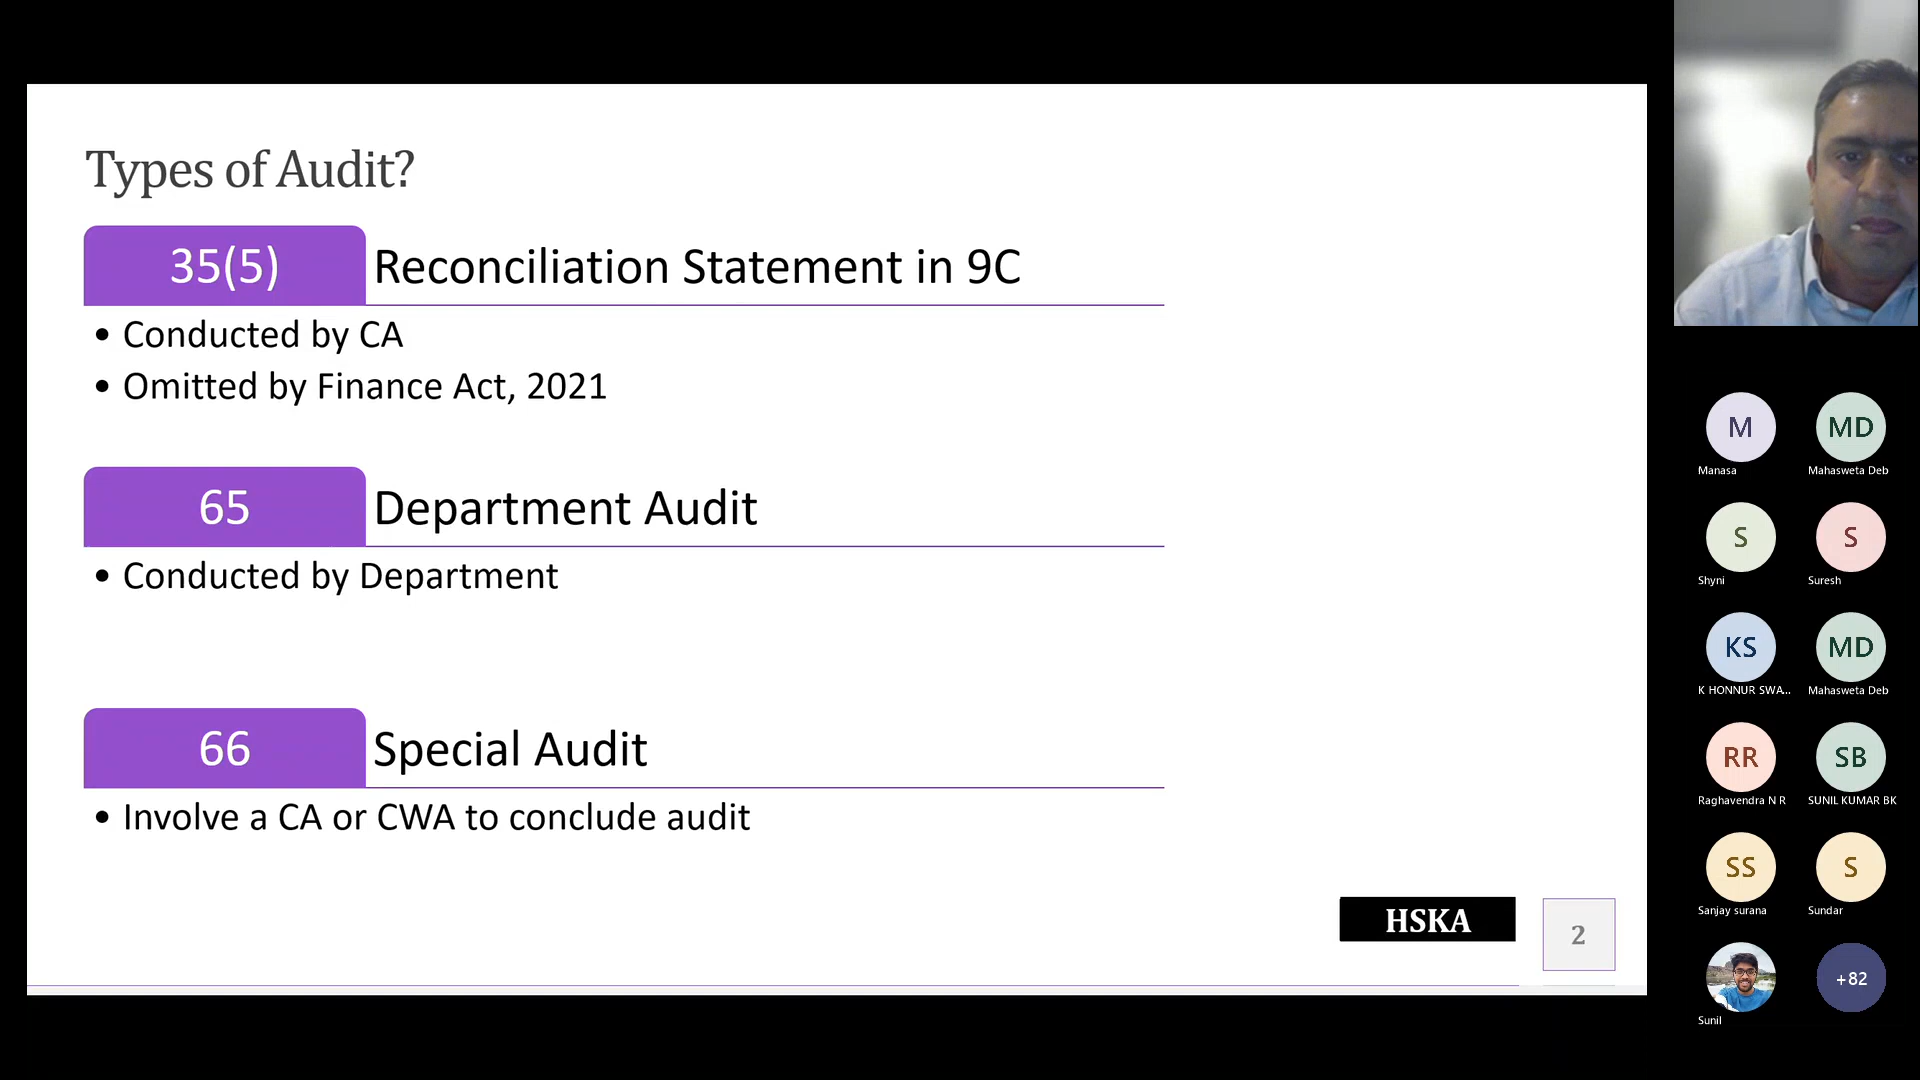 Types of Audit?
35(5) Reconciliation Statement in 9C
• Conducted by CA
• Omitted by Finance Act, 2021
65 Department Audit
• Conducted by Department
66 Special Audit
• Involve a CA or CWA to conclude audit
HSKA
2
M MD
Manasa Mahasweta Deb
S S
Shyni Suresh
KS MD
K HONNUR SWA... Mahasweta Deb
RR SB
Raghavendra N R SUNIL KUMAR BK
SS S
Sanjay surana Sundar
+82
Sunil